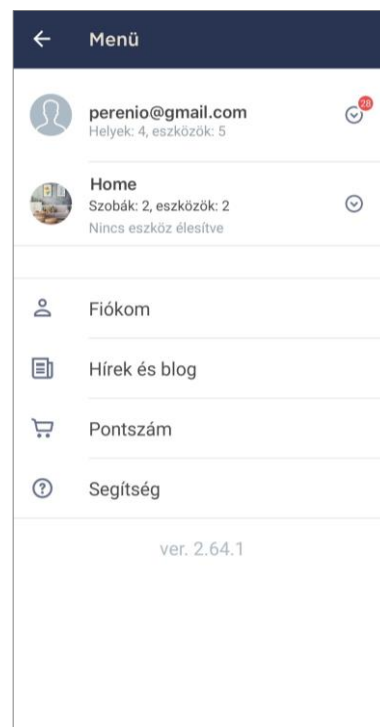 Menü
perenio@gmail.com
28
Helyek: 4, eszközök: 5
Home
Szobák: 2, eszközök: 2
Nincs eszköz élesítve
Fiókom
Hírek és blog
Pontszám
Segítség
ver. 2.64.1